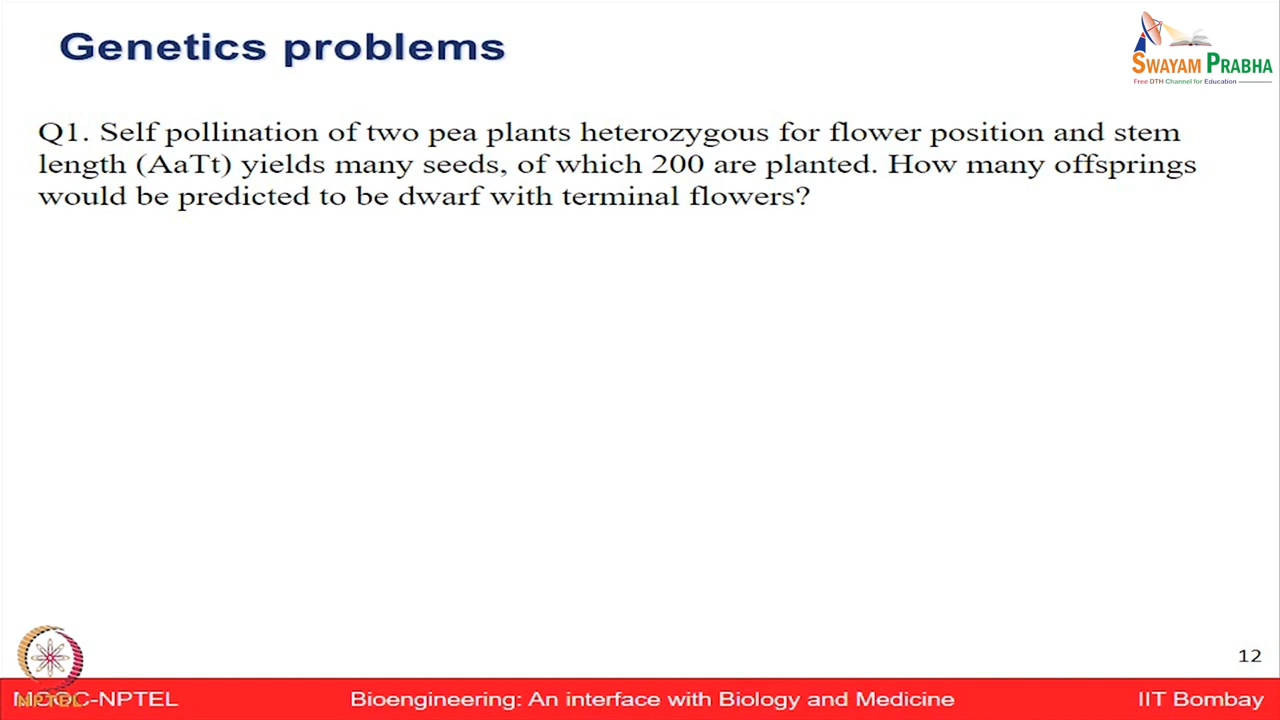 Genetics problems
SWAYAM PRABHA
Free DTH Channel for Education
Q1. Self pollination of two pea plants heterozygous for flower position and stem
length (AaTt) yields many seeds, of which 200 are planted. How many offsprings
would be predicted to be dwarf with terminal flowers?
12
NPTEL
MOOC-NPTEL
Bioengineering: An interface with Biology and Medicine
IIT Bombay